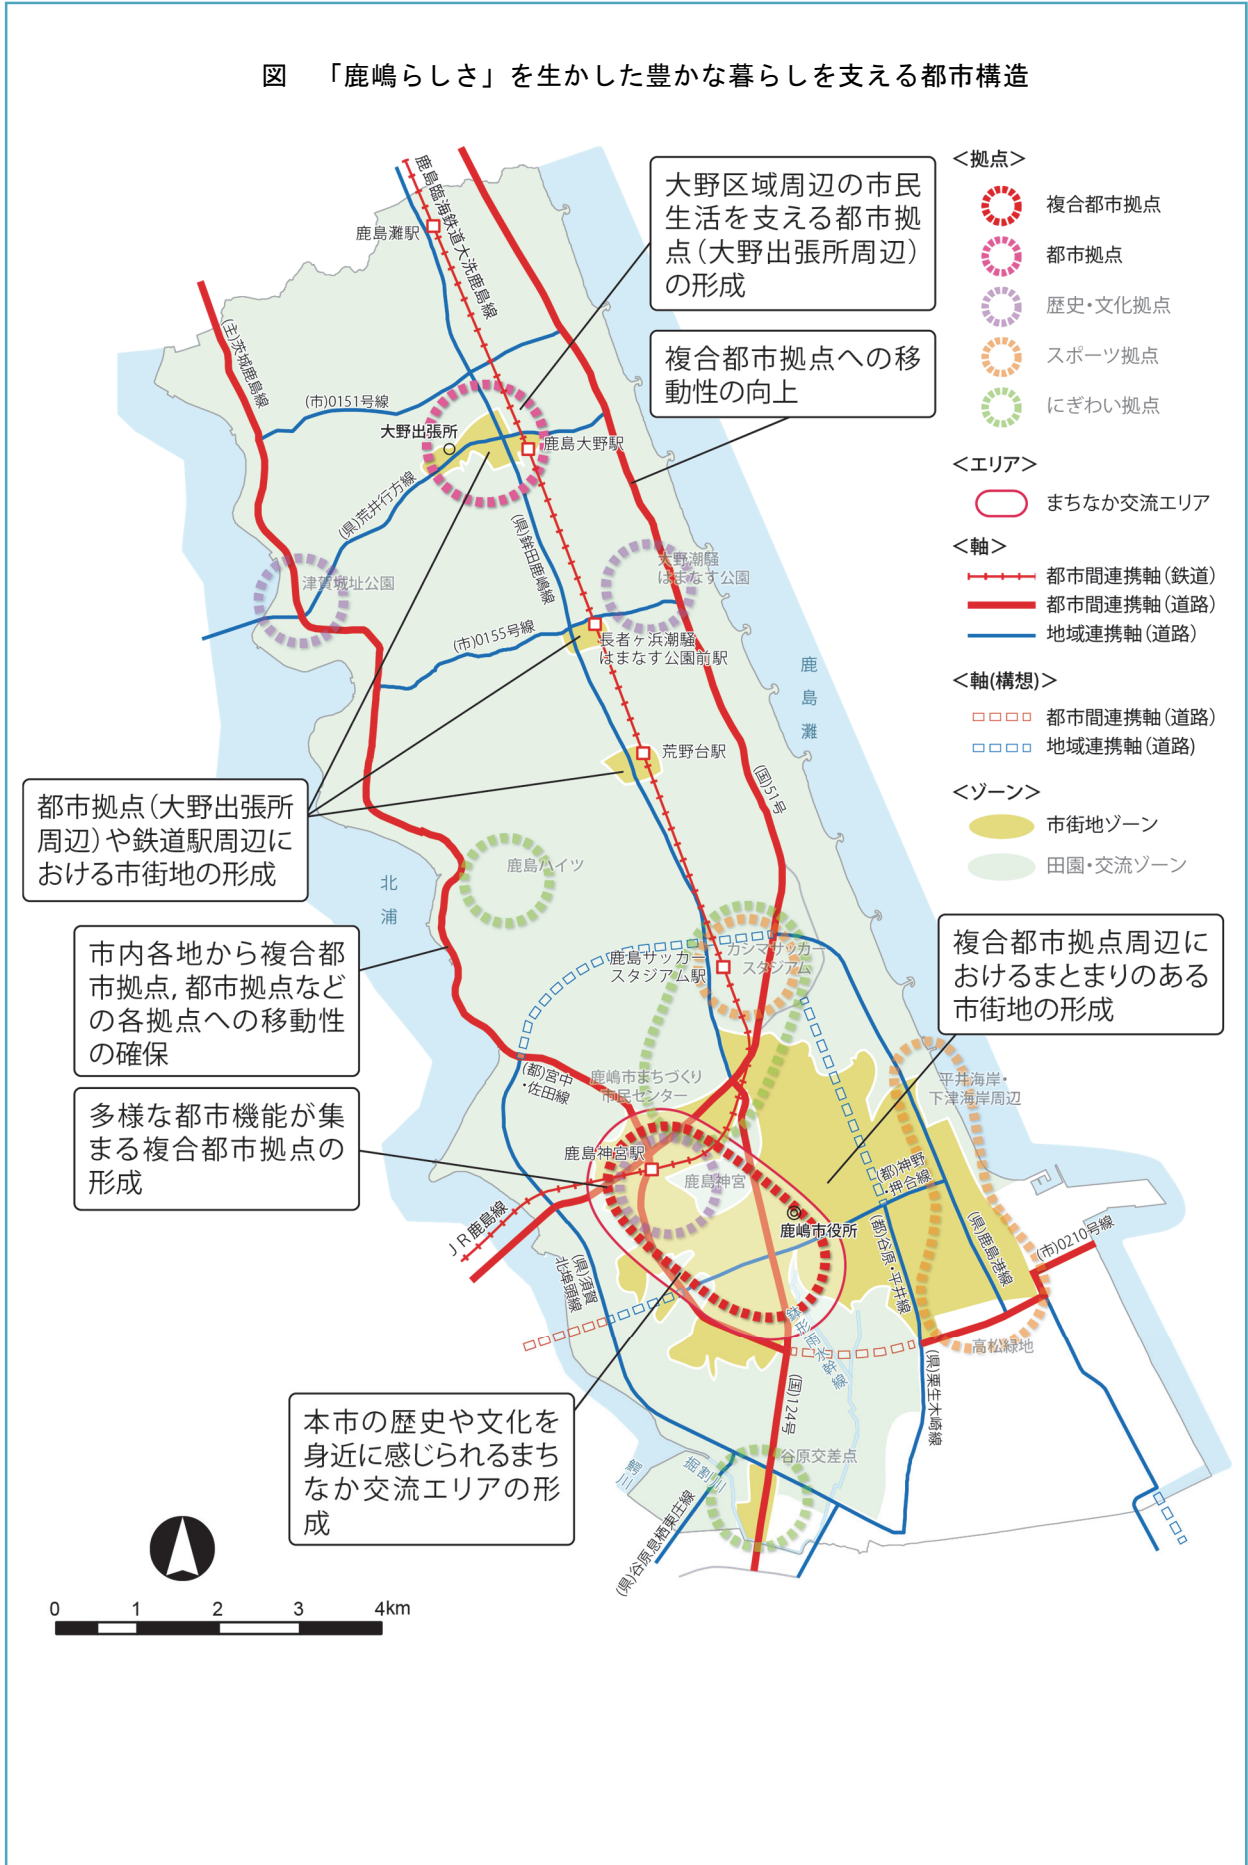 図 「鹿嶋らしさ」を生かした豊かな暮らしを支える都市構造
<拠点>
複合都市拠点
都市拠点
歴史・文化拠点
スポーツ拠点
にぎわい拠点
<エリア>
まちなか交流エリア
<軸>
都市間連携軸(鉄道)
都市間連携軸(道路)
地域連携軸(道路)
<軸(構想)>
都市間連携軸(道路)
地域連携軸(道路)
<ゾーン>
市街地ゾーン
田園・交流ゾーン
大野区域周辺の市民
生活を支える都市拠
点(大野出張所周辺)
の形成
複合都市拠点への移
動性の向上
鹿島臨海鉄道大洗鹿島線
鹿島灘駅
(主)茨城鹿島線
(市)0151号線
大野出張所
鹿島大野駅
(県)荒井行方線
(県)鉾田鹿嶋線
津賀城址公園
大野潮騒
はまなす公園
(市)0155号線
長者ヶ浜潮騒
はまなす公園前駅
鹿島灘
荒野台駅
(国)51号
都市拠点(大野出張所
周辺)や鉄道駅周辺に
おける市街地の形成
鹿島ハイツ
北浦
市内各地から複合都
市拠点,都市拠点など
の各拠点への移動性
の確保
鹿島サッカー
スタジアム駅
カシマサッカー
スタジアム
複合都市拠点周辺に
おけるまとまりのある
市街地の形成
(都)宮中
・佐田線
鹿嶋市まちづくり
市民センター
平井海岸・
下津海岸周辺
多様な都市機能が集
まる複合都市拠点の
形成
鹿島神宮駅
鹿島神宮
(都)神野
・押合線
鹿嶋市役所
JR鹿島線
(都)谷原・平井線
(県)鹿島港線
(市)0210号線
(県)須賀
北埠頭線
高松緑地
(県)粟生木崎線
(国)124号
本市の歴史や文化を
身近に感じられるまち
なか交流エリアの形
成
谷原交差点
掘割川
(県)谷原息栖東庄線
0 1 2 3 4km